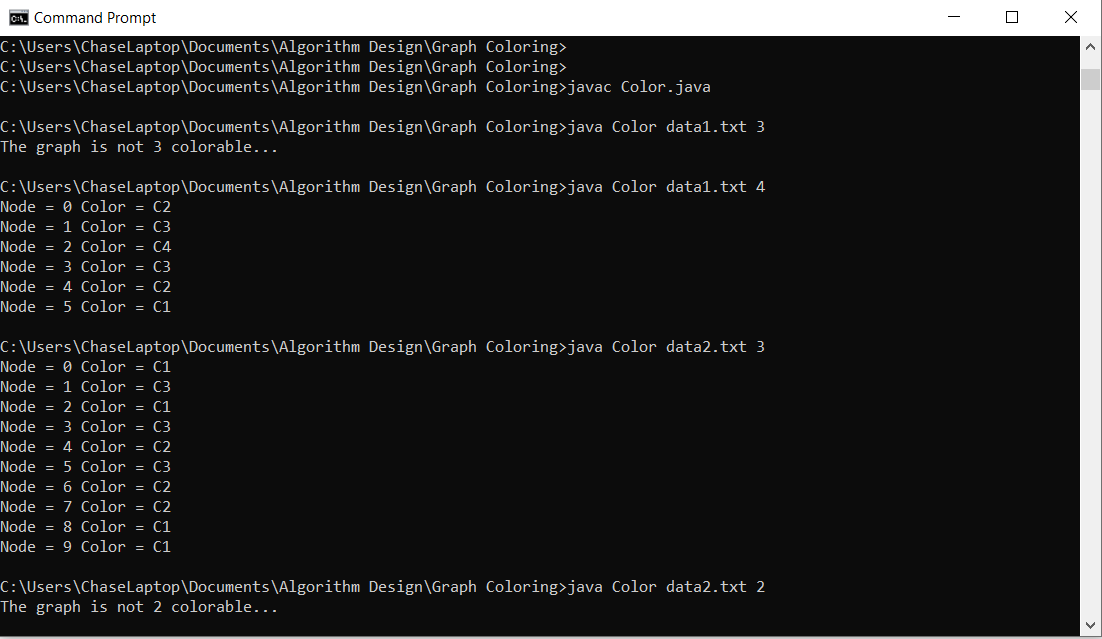 Command Prompt
C:\Users\ChaseLaptop\Documents\Algorithm Design\Graph Coloring>
C:\Users\ChaseLaptop\Documents\Algorithm Design\Graph Coloring>
C:\Users\ChaseLaptop\Documents\Algorithm Design\Graph Coloring>javac Color.java
C:\Users\ChaseLaptop\Documents\Algorithm Design\Graph Coloring>java Color data1.txt 3
The graph is not 3 colorable...
C:\Users\ChaseLaptop\Documents\Algorithm Design\Graph Coloring>java Color data1.txt 4
Node = 0 Color = C2
Node = 1 Color = C3
Node = 2 Color = C4
Node = 3 Color = C3
Node = 4 Color = C2
Node = 5 Color = C1
C:\Users\ChaseLaptop\Documents\Algorithm Design\Graph Coloring>java Color data2.txt 3
Node = 0 Color = C1
Node = 1 Color = C3
Node = 2 Color = C1
Node = 3 Color = C3
Node = 4 Color = C2
Node = 5 Color = C3
Node = 6 Color = C2
Node = 7 Color = C2
Node = 8 Color = C1
Node = 9 Color = C1
C:\Users\ChaseLaptop\Documents\Algorithm Design\Graph Coloring>java Color data2.txt 2
The graph is not 2 colorable...